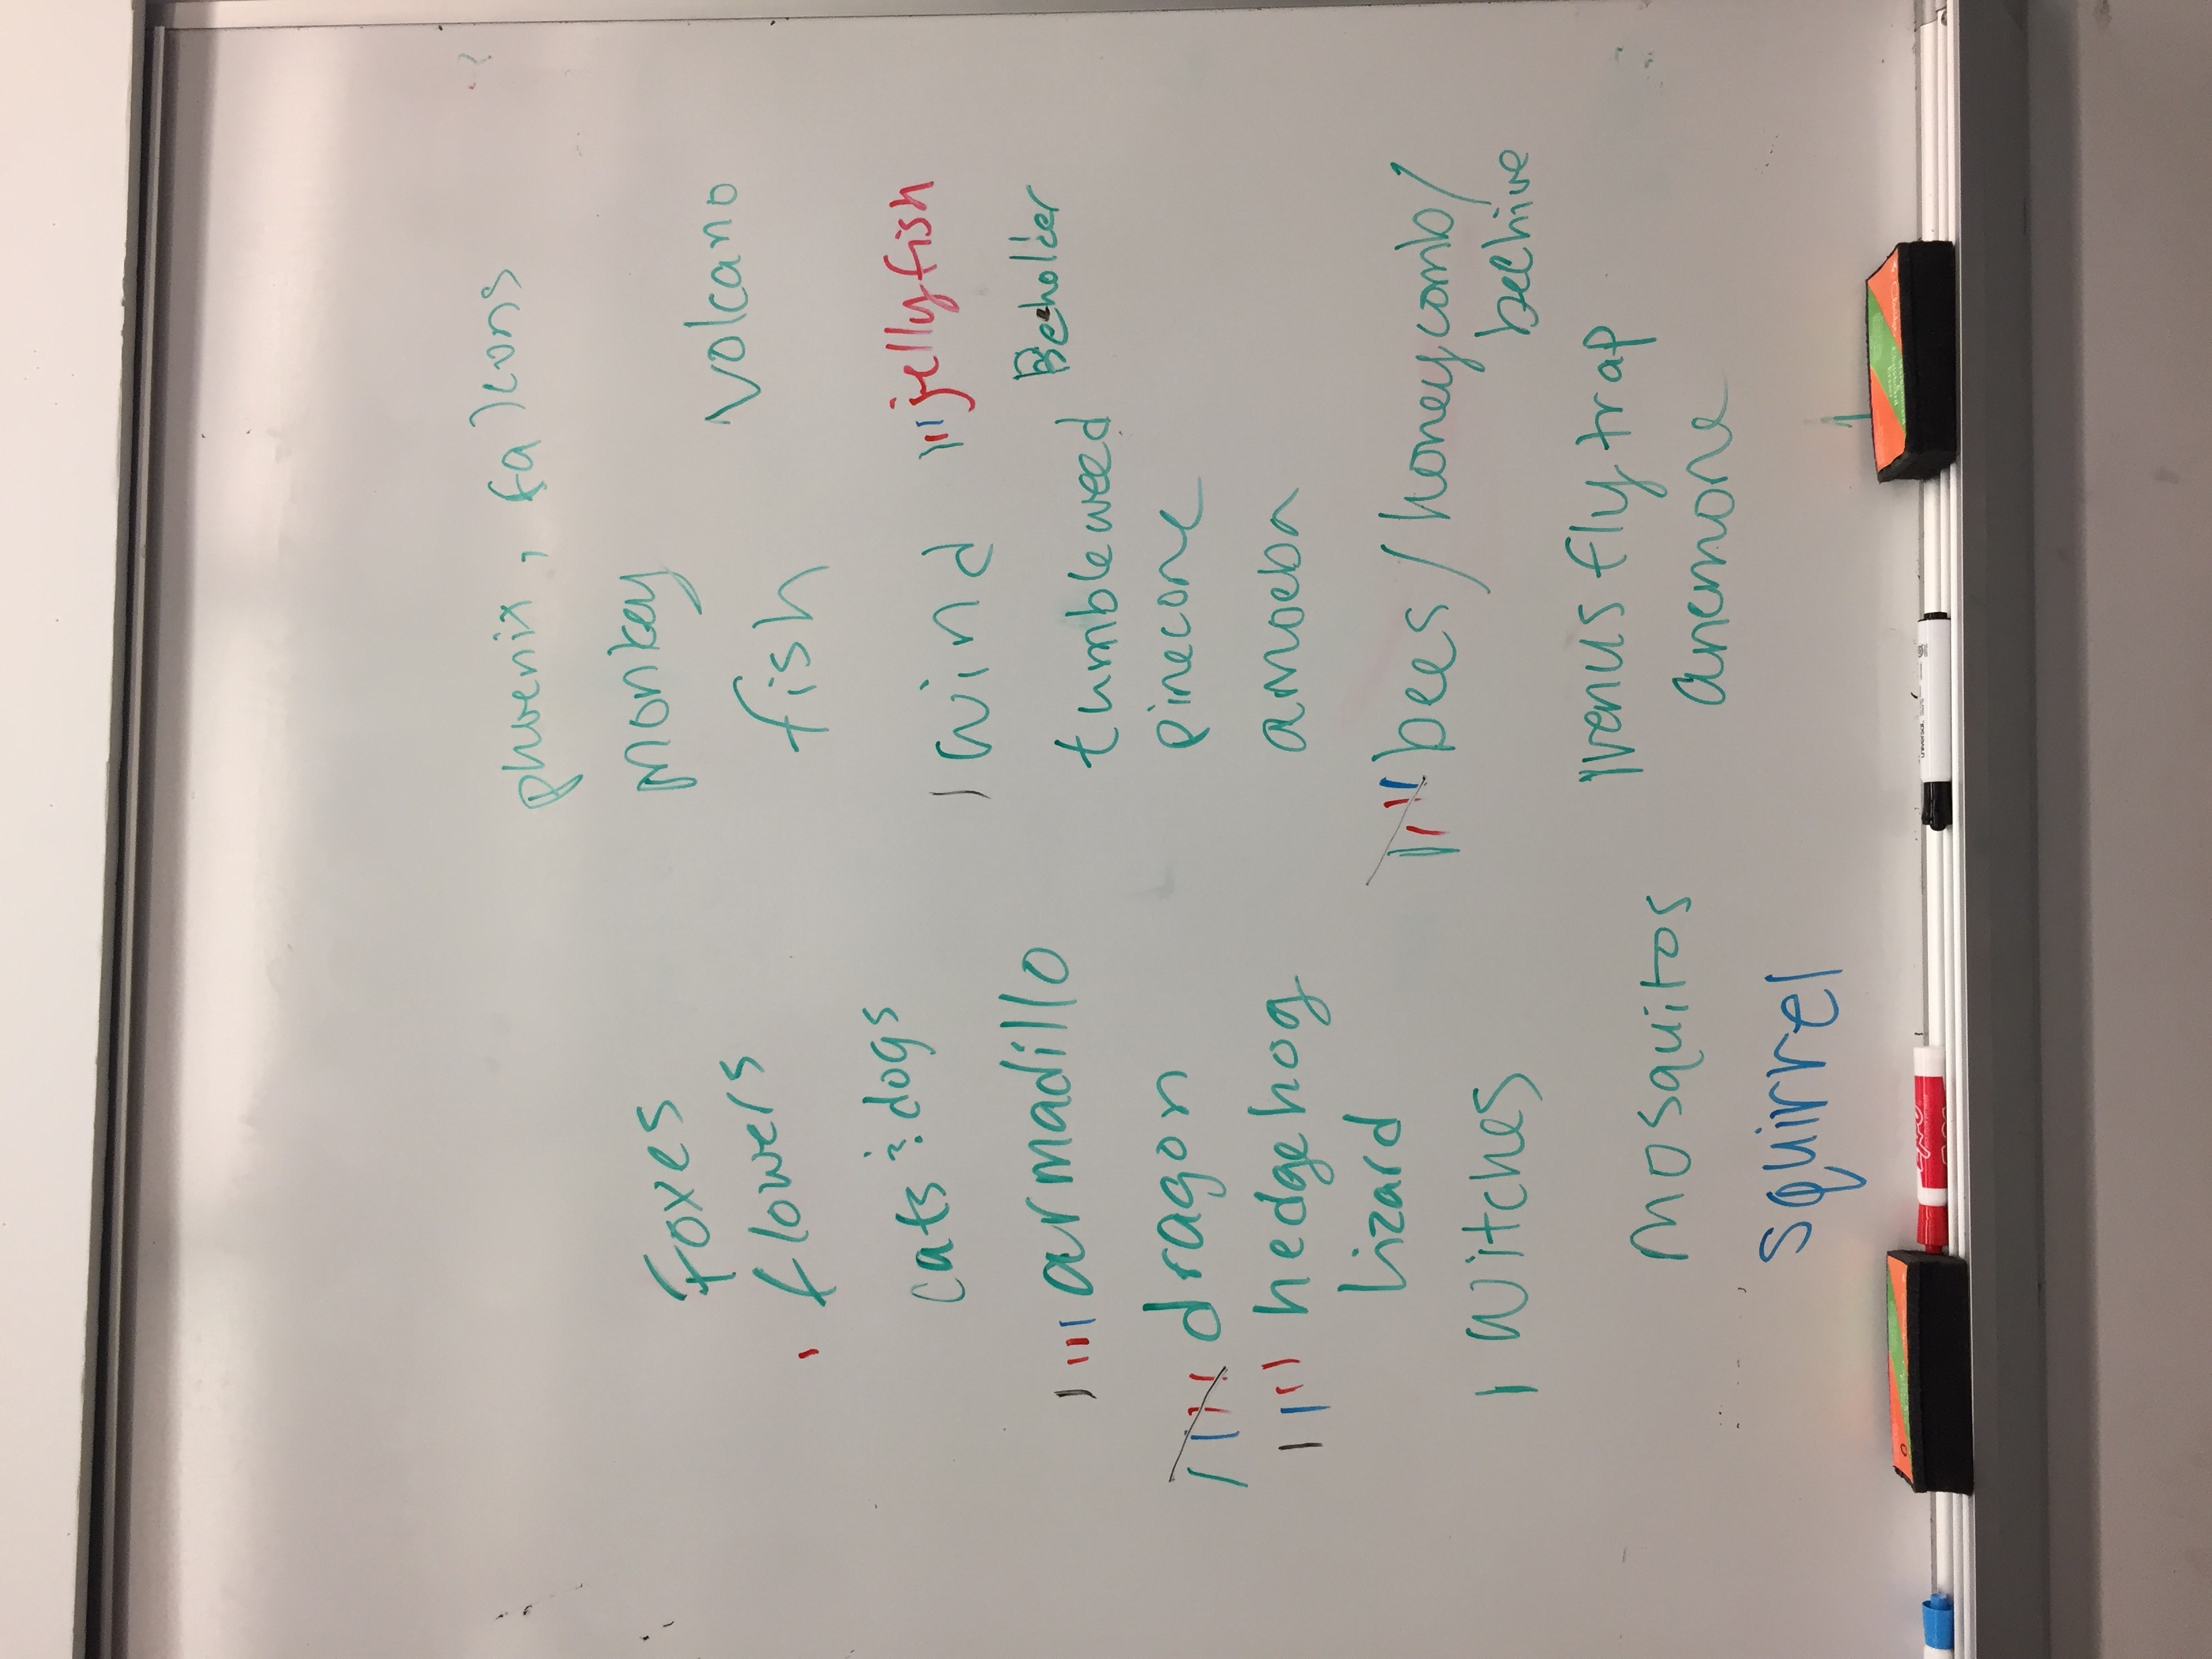 phoenix, falcons
Foxes
Monkey
flowers
fish
volcano
cats & dogs
wind
jellyfish
armadillo
tumbleweed
Beholder
dragon
pinecone
hedgehog
amoeba
lizard
bees/honeycomb/
beehive
witches
venus fly trap
mosquitos
anemone
squirrel